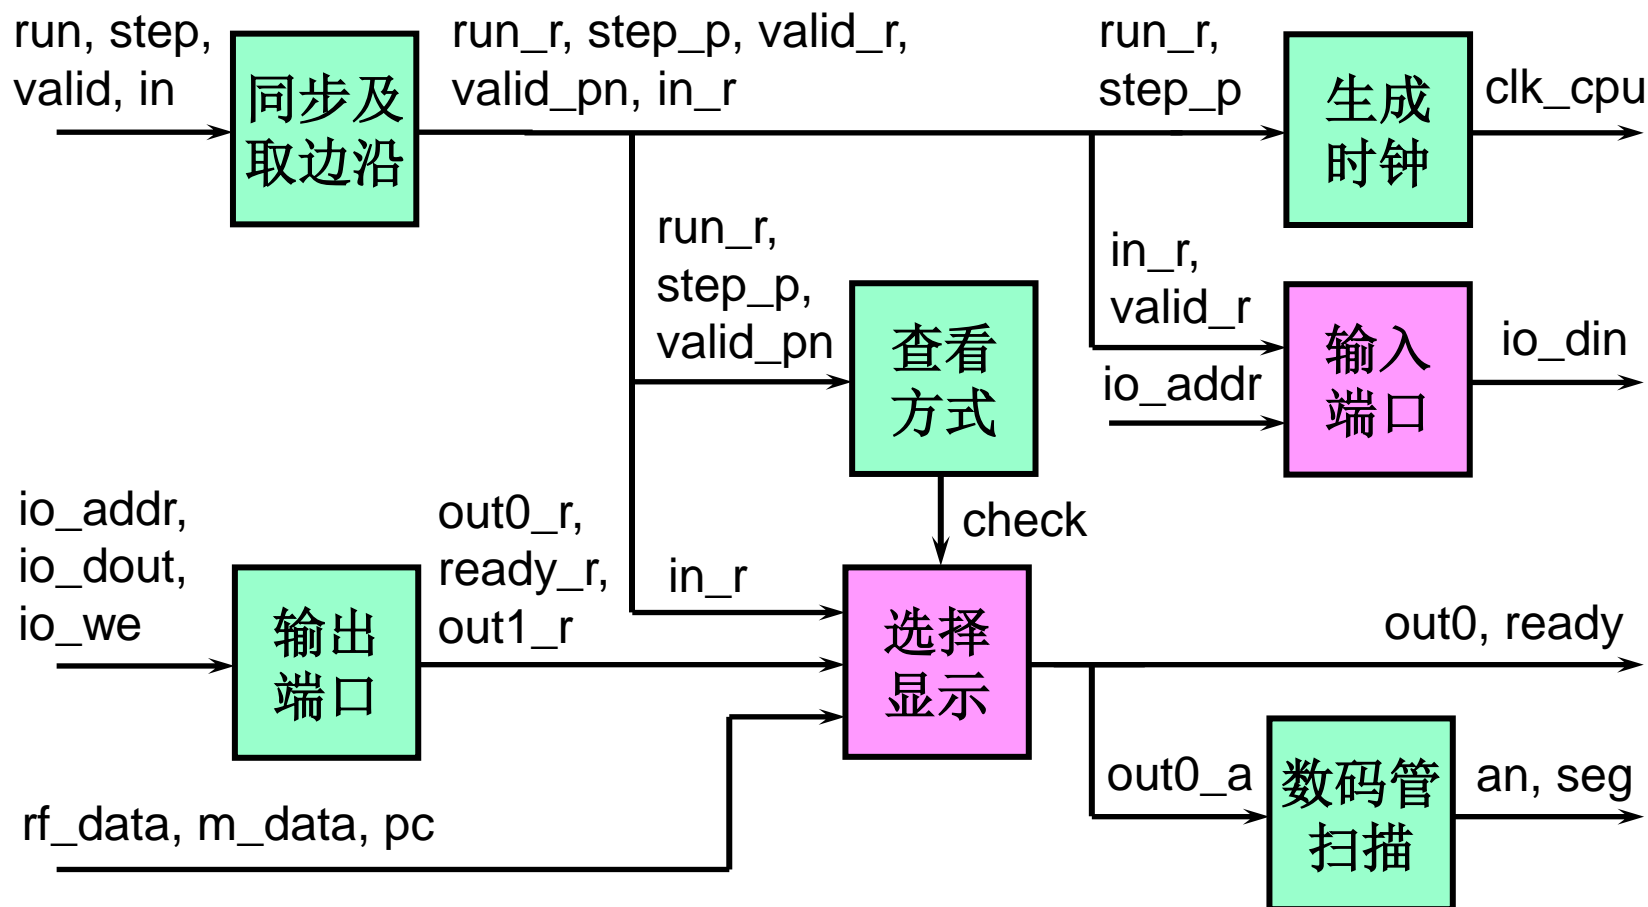 run, step,
valid, in
同步及
取边沿
run_r, step_p, valid_r,
valid_pn, in_r
run_r,
step_p
生成
时钟
clk_cpu
run_r,
step_p,
valid_pn
查看
方式
in_r,
valid_r
io_addr
输入
端口
io_din
check
io_addr,
io_dout,
io_we
输出
端口
out0_r,
ready_r,
out1_r
in_r
选择
显示
out0, ready
out0_a
数码管
扫描
an, seg
rf_data, m_data, pc